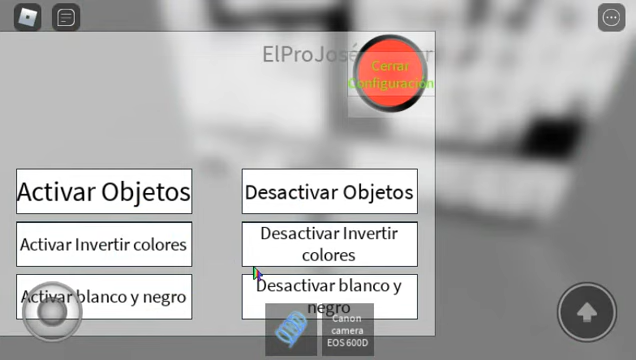 ElProJosé
Cerrar
Configuración
Activar Objetos
Desactivar Objetos
Activar Invertir colores
Desactivar Invertir
colores
Activar blanco y negro
Desactivar blanco y
negro
Canon
camera
EOS 600D